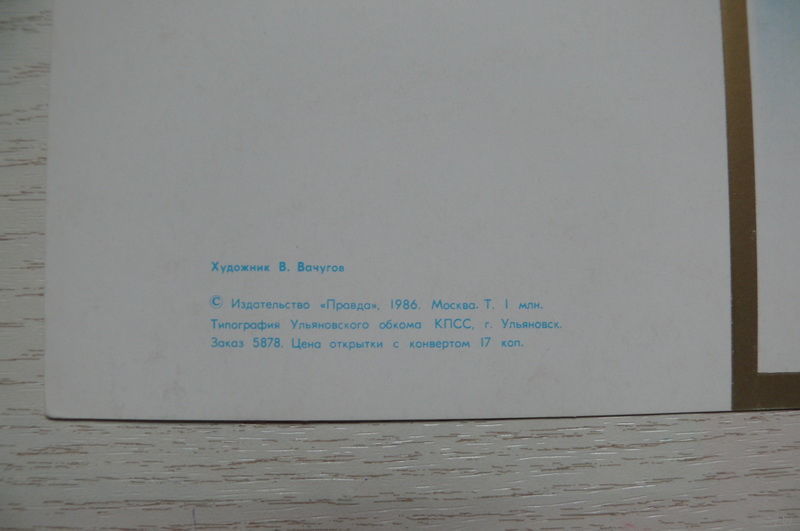 Художник В. Вачугов
© Издательство «Правда», 1986. Москва. Т. 1 млн.
Типография Ульяновского обкома КПСС, г. Ульяновск.
Заказ 5878. Цена открытки с конвертом 17 коп.